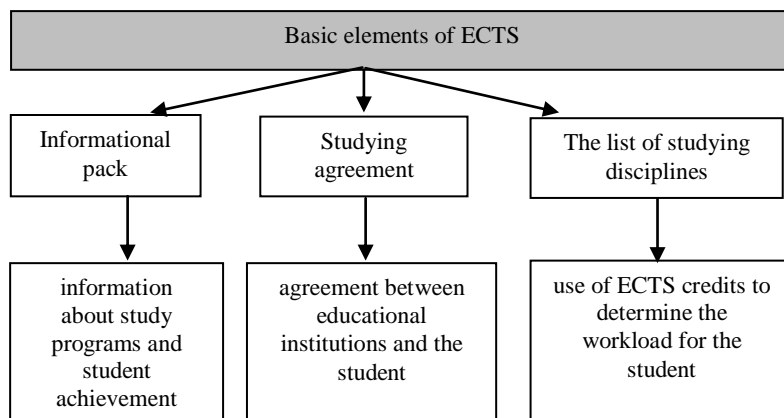 Basic elements of ECTS
Informational
pack
Studying
agreement
The list of studying
disciplines
information
about study
programs and
student
achievement
agreement between
educational
institutions and the
student
use of ECTS credits to
determine the
workload for the
student